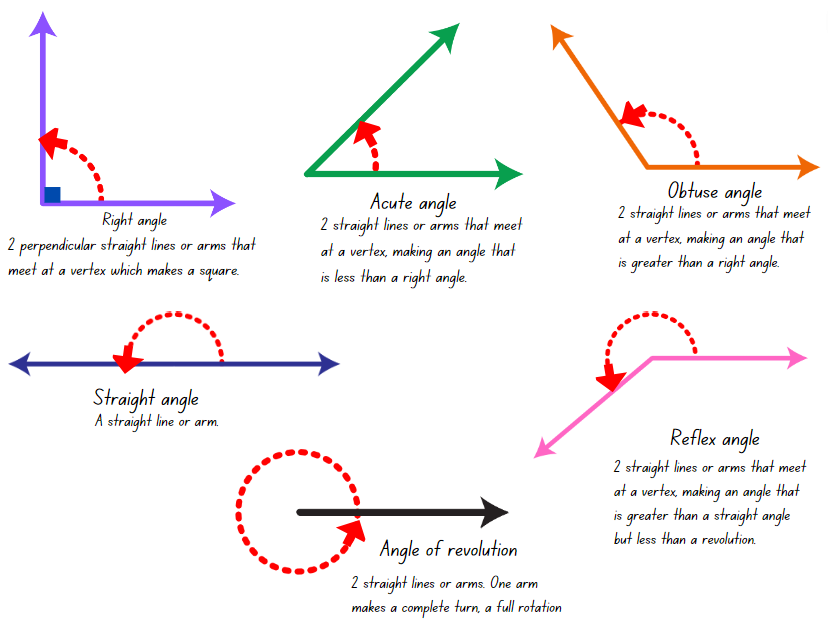 Right angle
2 perpendicular straight lines or arms that
meet at a vertex which makes a square.
Acute angle
2 straight lines or arms that meet
at a vertex, making an angle that
is less than a right angle.
Obtuse angle
2 straight lines or arms that meet
at a vertex, making an angle that
is greater than a right angle.
Straight angle
A straight line or arm.
Reflex angle
2 straight lines or arms that meet
at a vertex, making an angle that
is greater than a straight angle
but less than a revolution.
Angle of revolution
2 straight lines or arms. One arm
makes a complete turn, a full rotation